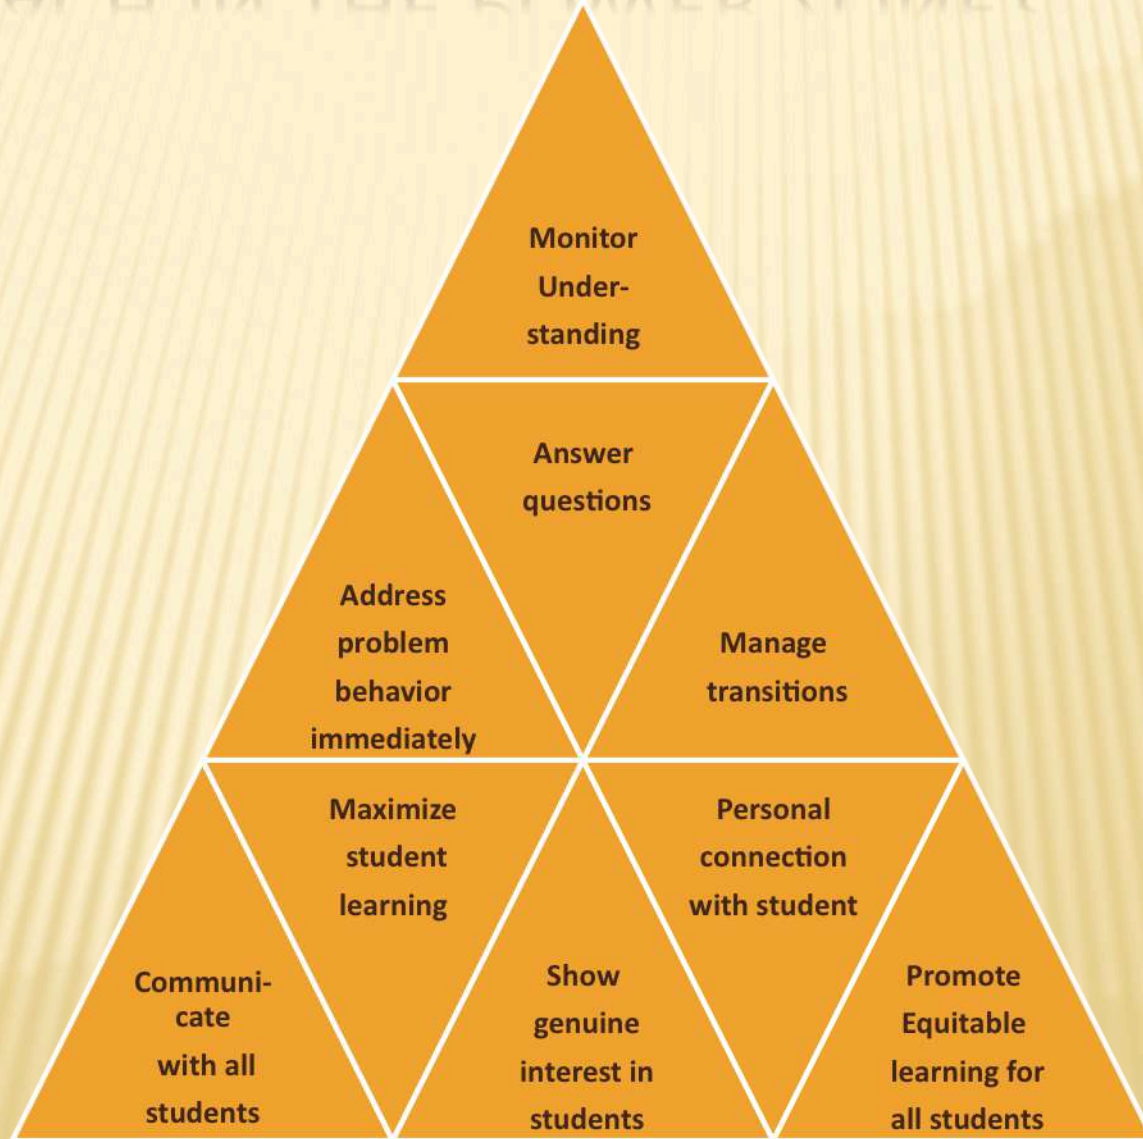 Monitor
Under-
standing
Answer
questions
Address
problem
behavior
immediately
Manage
transitions
Maximize
student
learning
Personal
connection
with student
Communi-
cate
with all
students
Show
genuine
interest in
students
Promote
Equitable
learning for
all students